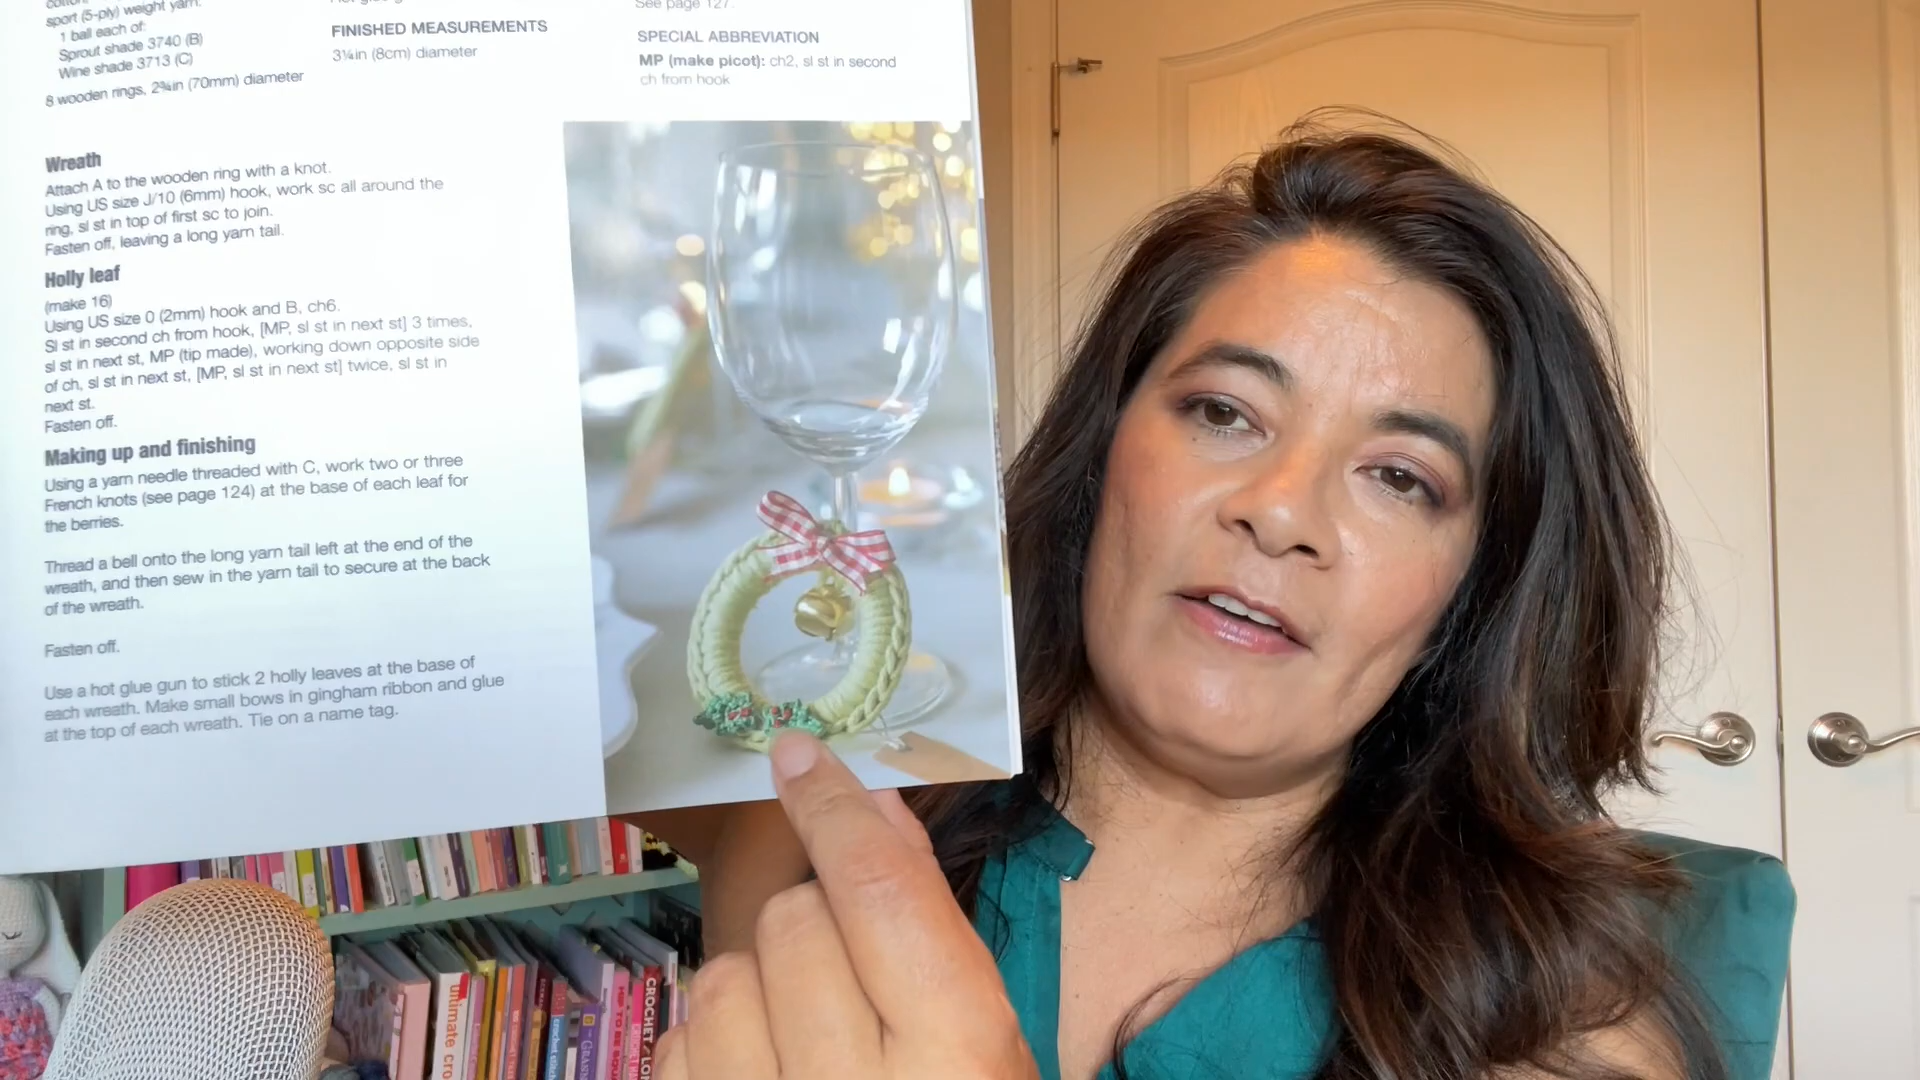 sport (5-ply) weight yarn:
1 ball each of:
Sprout shade 3740 (B)
Wine shade 3713 (C)
8 wooden rings, 2¾in (70mm) diameter
FINISHED MEASUREMENTS
3¼in (8cm) diameter
See page 127.
SPECIAL ABBREVIATION
MP (make picot): ch2, sl st in second
ch from hook
Wreath
Attach A to the wooden ring with a knot.
Using US size J/10 (6mm) hook, work sc all around the
ring, sl st in top of first sc to join.
Fasten off, leaving a long yarn tail.
Holly leaf
(make 16)
Using US size 0 (2mm) hook and B, ch6.
Sl st in second ch from hook, [MP, sl st in next st] 3 times,
sl st in next st, MP (tip made), working down opposite side
of ch, sl st in next st, [MP, sl st in next st] twice, sl st in
next st.
Fasten off.
Making up and finishing
Using a yarn needle threaded with C, work two or three
French knots (see page 124) at the base of each leaf for
the berries.
Thread a bell onto the long yarn tail left at the end of the
wreath, and then sew in the yarn tail to secure at the back
of the wreath.
Fasten off.
Use a hot glue gun to stick 2 holly leaves at the base of
each wreath. Make small bows in gingham ribbon and glue
at the top of each wreath. Tie on a name tag.
ultimate cro
CROCHET